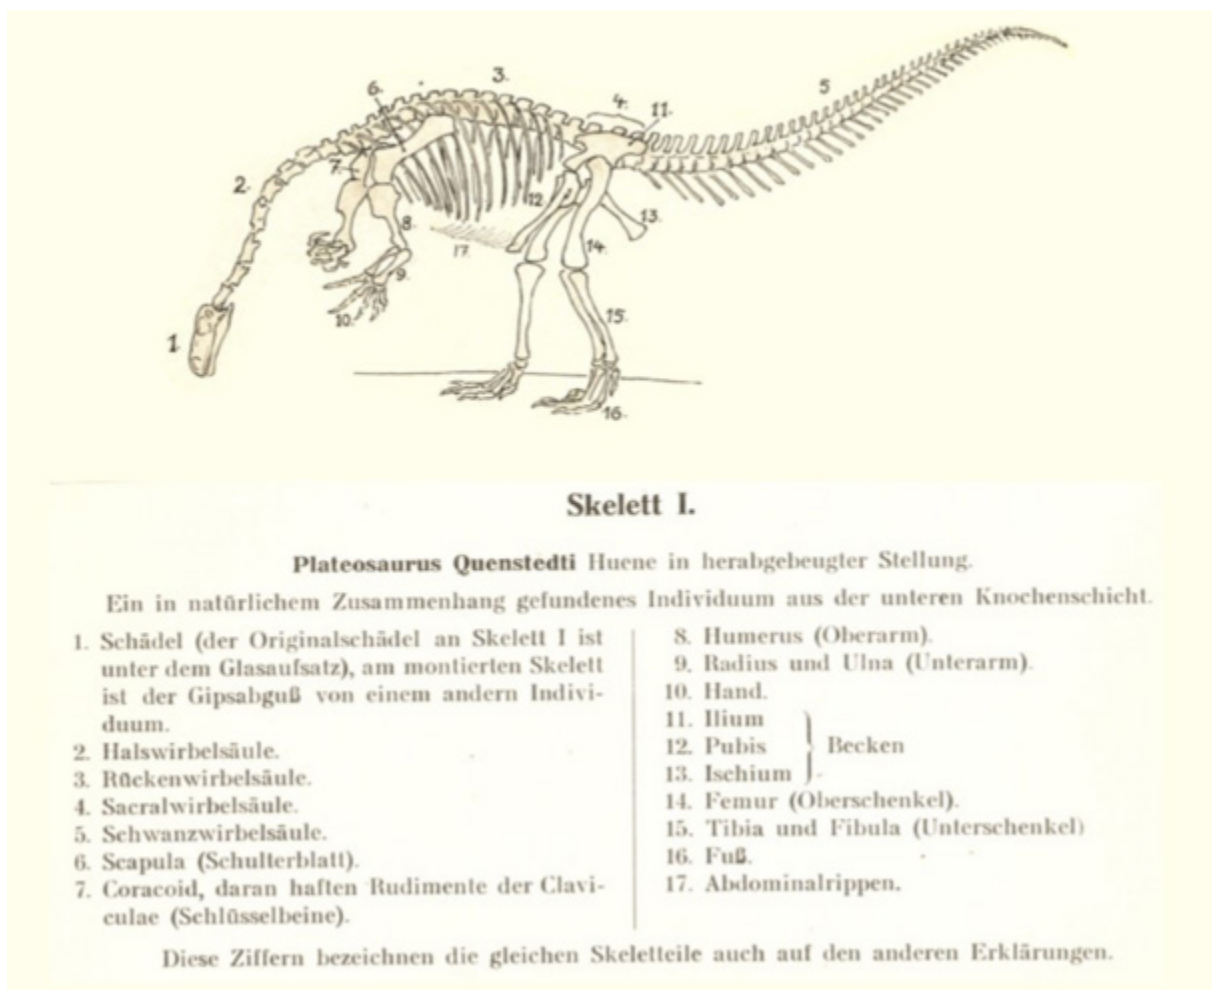 3.
6.
4.
11.
5
7
2.
12
13.
8.
17.
14.
9.
10.
15.
1
16.
Skelett I.
Plateosaurus Quenstedti Huene in herabgebeugter Stellung.
Ein in natürlichem Zusammenhang gefundenes Individuum aus der unteren Knochenschicht.
1. Schädel (der Originalschädel an Skelett I ist
unter dem Glasaufsatz), am montierten Skelett
ist der Gipsabguß von einem andern Indivi-
duum.
2. Halswirbelsäule.
3. Rückenwirbelsäule.
4. Sacralwirbelsäule.
5. Schwanzwirbelsäule.
6. Scapula (Schulterblatt).
7. Coracoid, daran haften Rudimente der Clavi-
culae (Schlüsselbeine).
8. Humerus (Oberarm).
9. Radius und Ulna (Unterarm).
10. Hand.
11. Ilium
12. Pubis
Becken
13. Ischium
14. Femur (Oberschenkel).
15. Tibia und Fibula (Unterschenkel)
16. Fuß.
17. Abdominalrippen.
Diese Ziffern bezeichnen die gleichen Skeletteile auch auf den anderen Erklärungen.